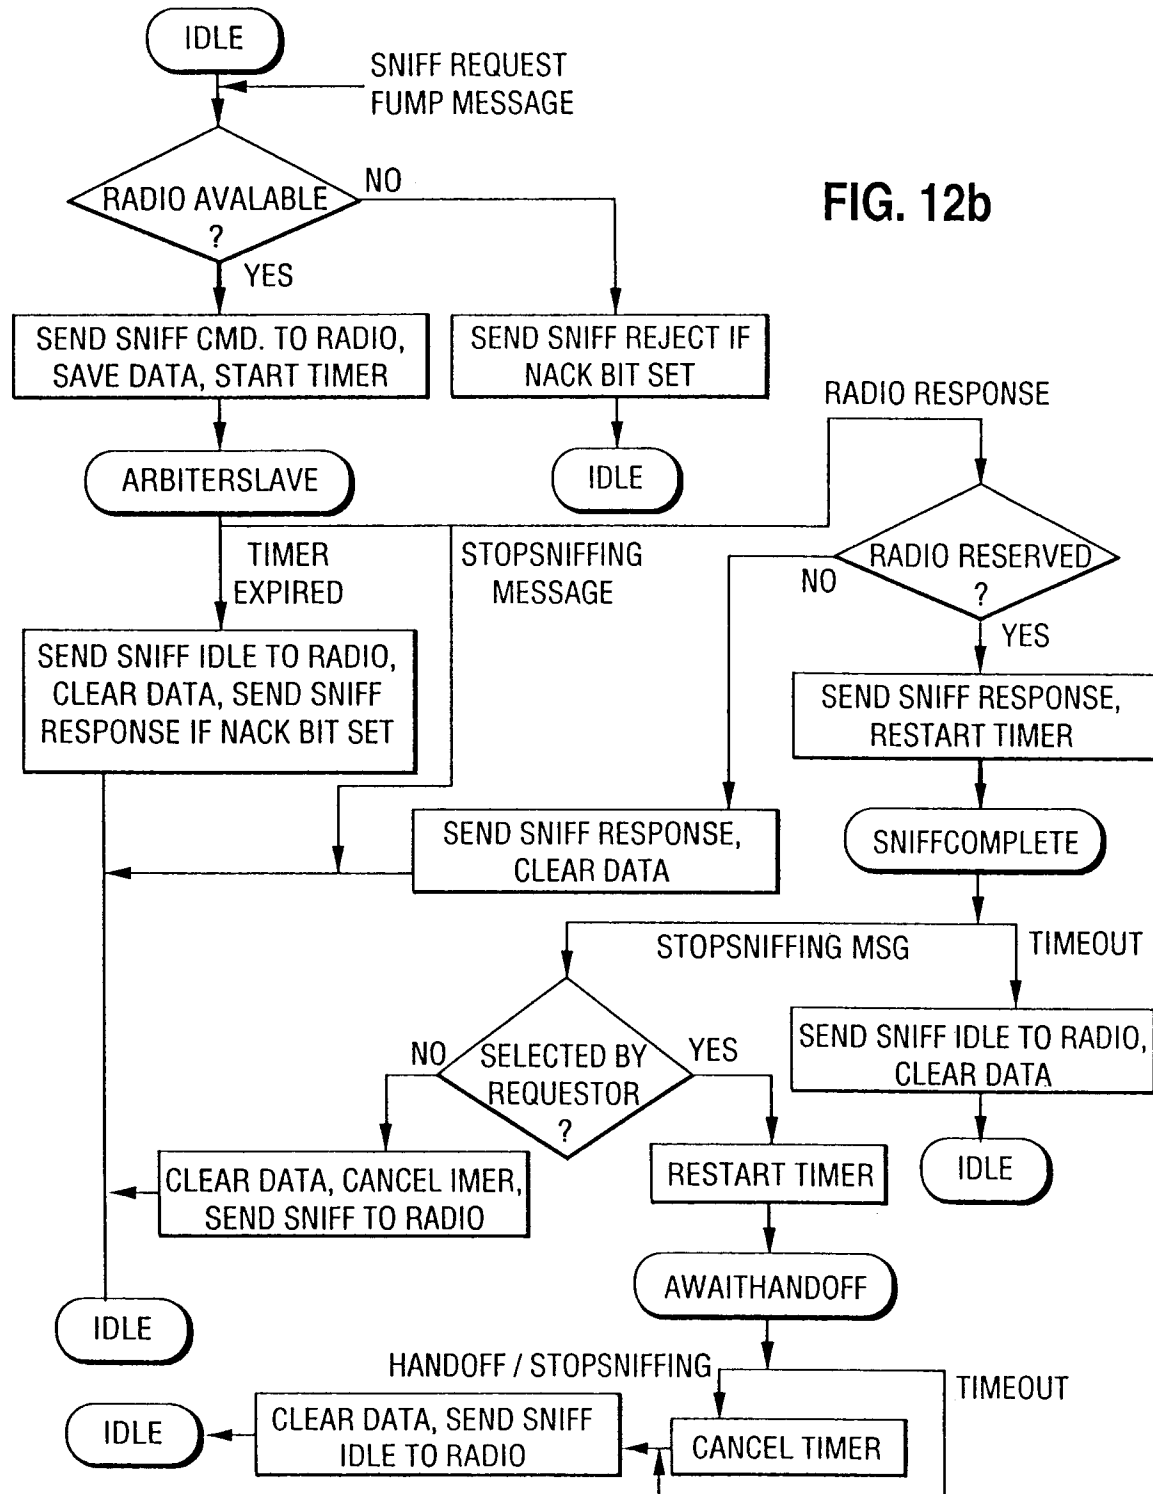 IDLE
SNIFF REQUEST
FUMP MESSAGE
RADIO AVALABLE
?
NO
YES
FIG. 12b
SEND SNIFF CMD. TO RADIO,
SAVE DATA, START TIMER
SEND SNIFF REJECT IF
NACK BIT SET
RADIO RESPONSE
ARBITERSLAVE
IDLE
TIMER
EXPIRED
STOPSNIFFING
MESSAGE
RADIO RESERVED
?
NO
YES
SEND SNIFF IDLE TO RADIO,
CLEAR DATA, SEND SNIFF
RESPONSE IF NACK BIT SET
SEND SNIFF RESPONSE,
RESTART TIMER
SEND SNIFF RESPONSE,
CLEAR DATA
SNIFFCOMPLETE
STOPSNIFFING MSG
TIMEOUT
SELECTED BY
REQUESTOR
?
NO
YES
SEND SNIFF IDLE TO RADIO,
CLEAR DATA
IDLE
CLEAR DATA, CANCEL IMER,
SEND SNIFF TO RADIO
RESTART TIMER
AWAITHANDOFF
IDLE
HANDOFF / STOPSNIFFING
TIMEOUT
IDLE
CLEAR DATA, SEND SNIFF
IDLE TO RADIO
CANCEL TIMER